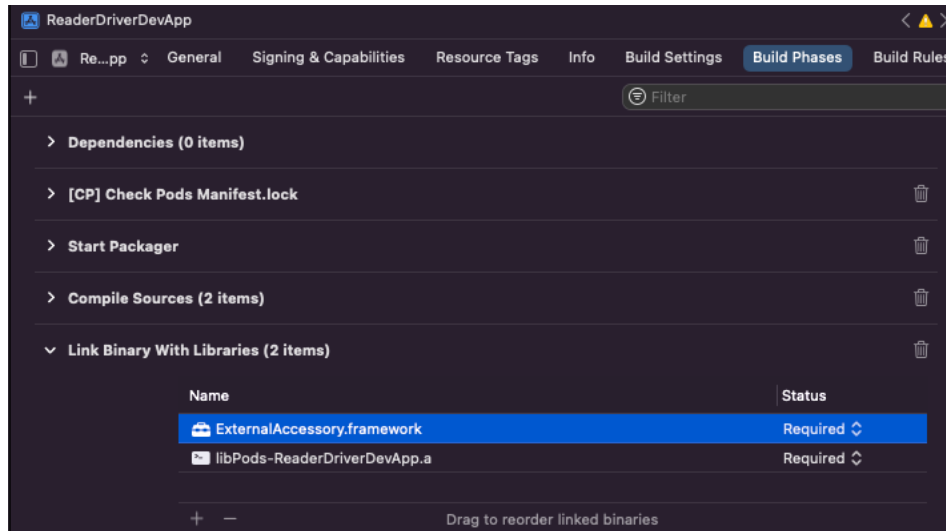 ReaderDriverDevApp
Re...pp General Signing & Capabilities Resource Tags Info Build Settings Build Phases Build Rules
Filter
Dependencies (0 items)
[CP] Check Pods Manifest.lock
Start Packager
Compile Sources (2 items)
Link Binary With Libraries (2 items)
Name Status
ExternalAccessory.framework Required
libPods-ReaderDriverDevApp.a Required
+ − Drag to reorder linked binaries